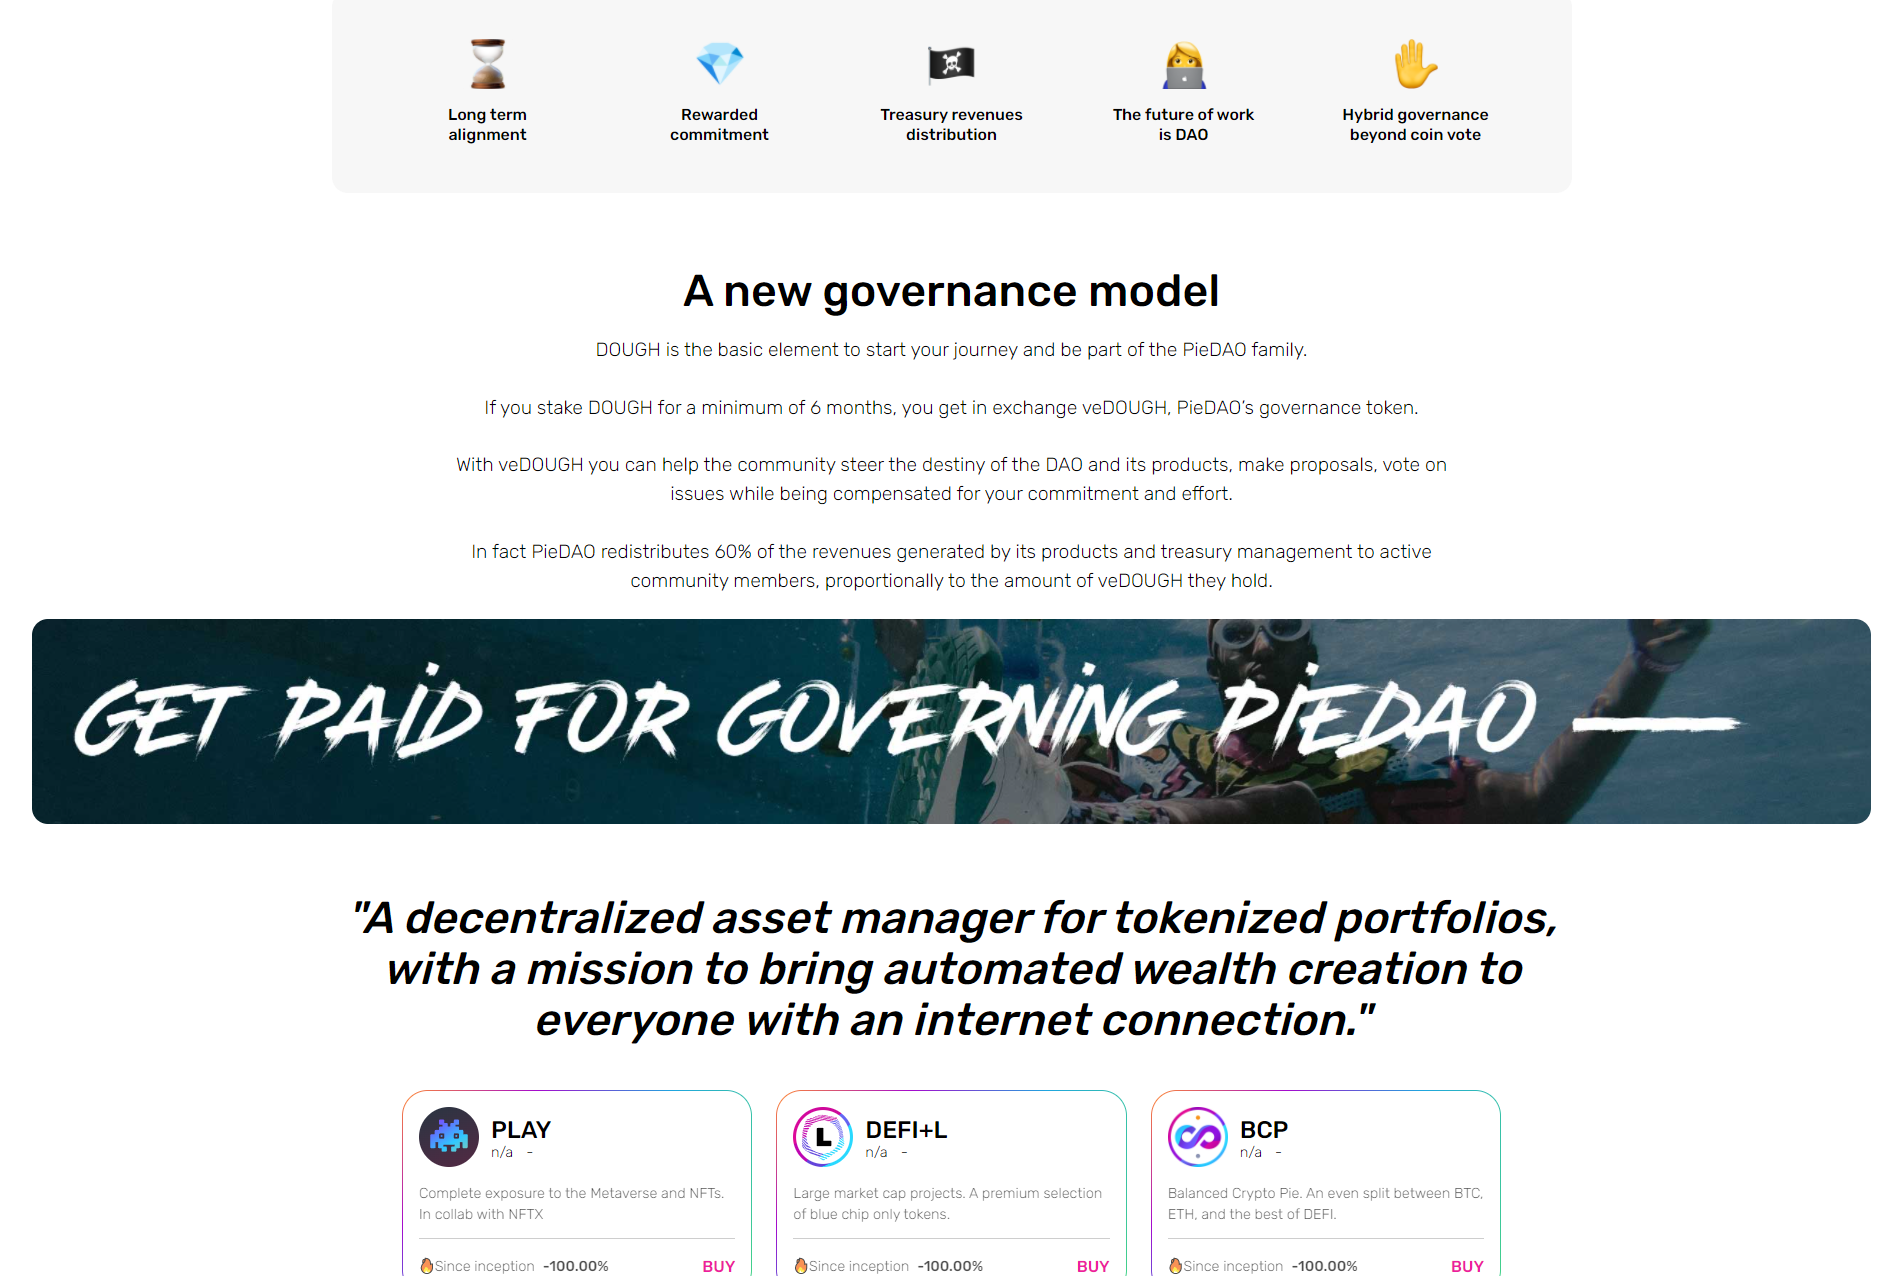 Long term
alignment
Rewarded
commitment
Treasury revenues
distribution
The future of work
is DAO
Hybrid governance
beyond coin vote
A new governance model
DOUGH is the basic element to start your journey and be part of the PieDAO family.
If you stake DOUGH for a minimum of 6 months, you get in exchange veDOUGH, PieDAO's governance token.
With veDOUGH you can help the community steer the destiny of the DAO and its products, make proposals, vote on
issues while being compensated for your commitment and effort.
In fact PieDAO redistributes 60% of the revenues generated by its products and treasury management to active
community members, proportionally to the amount of veDOUGH they hold.
GET PAID FOR GOVERNING PIEDAO —
"A decentralized asset manager for tokenized portfolios,
with a mission to bring automated wealth creation to
everyone with an internet connection."
PLAY
n/a -
Complete exposure to the Metaverse and NFTs.
In collab with NFTX
Since inception -100.00% BUY
L
DEFI+L
n/a -
Large market cap projects. A premium selection
of blue chip only tokens.
Since inception -100.00% BUY
BCP
n/a -
Balanced Crypto Pie. An even split between BTC,
ETH, and the best of DEFI.
Since inception -100.00% BUY